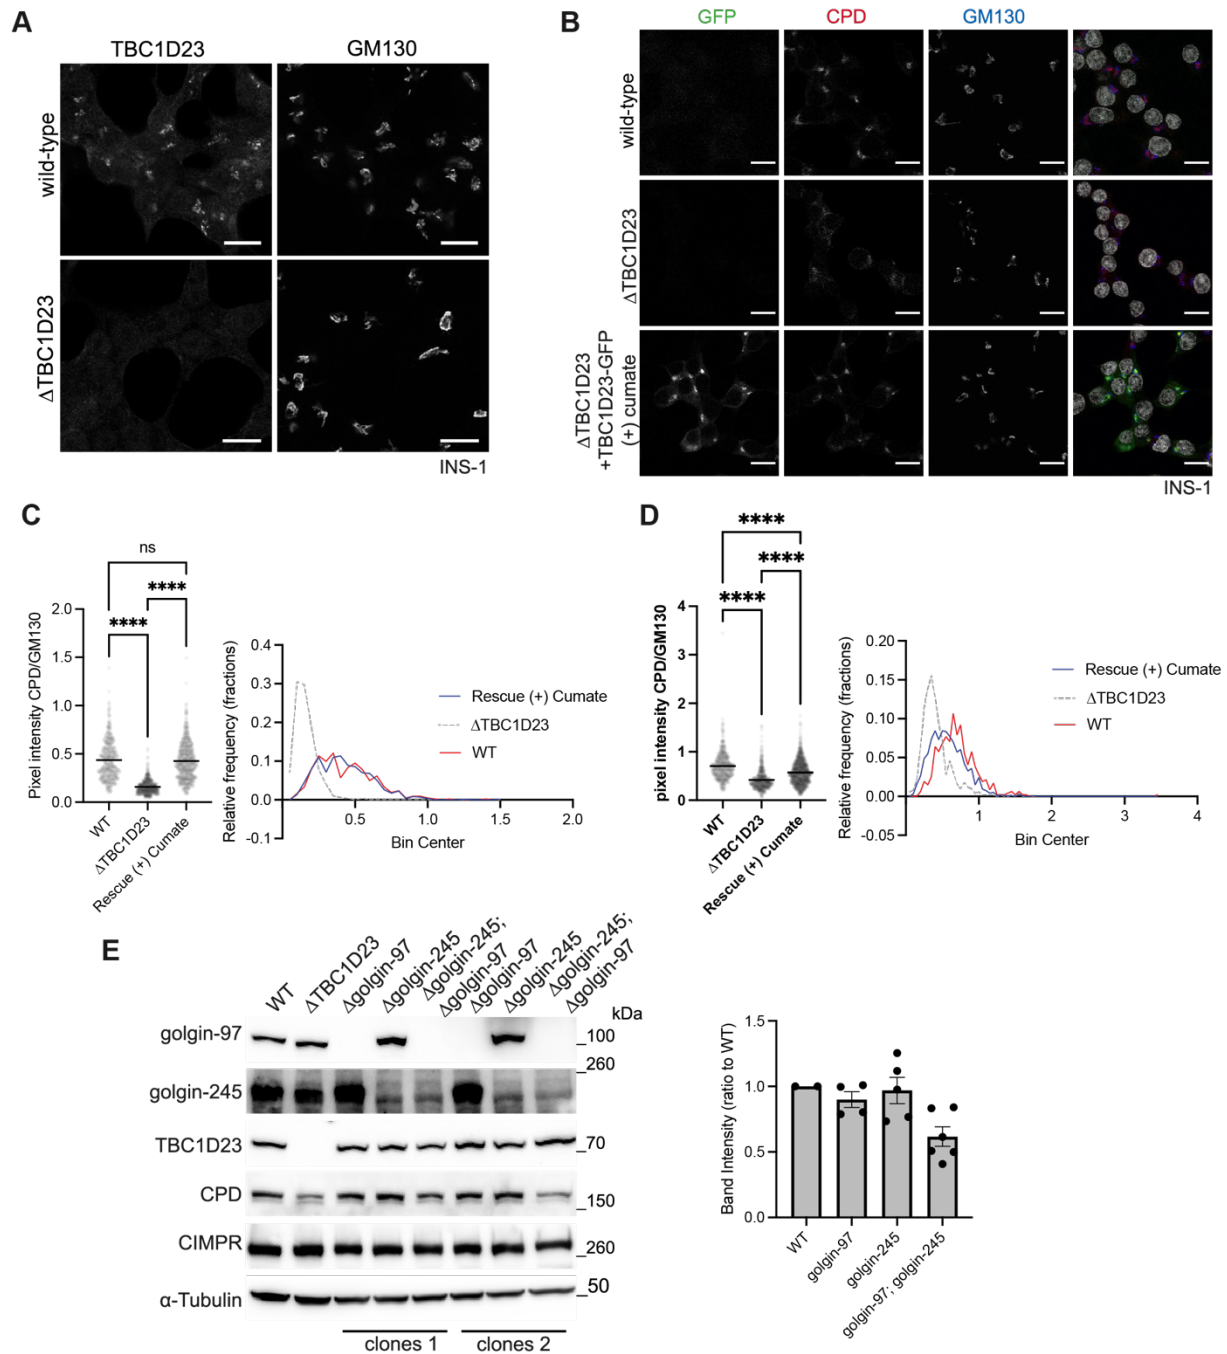 A
TBC1D23 GM130
wild-type
ΔTBC1D23
INS-1
B
GFP CPD GM130
wild-type
ΔTBC1D23
ΔTBC1D23
+TBC1D23-GFP
(+) cumate
INS-1
C
ns
****
****
Pixel intensity CPD/GM130
2.0
1.5
1.0
0.5
0.0
WT
ΔTBC1D23
Rescue (+) Cumate
Relative frequency (fractions)
0.4
0.3
0.2
0.1
0.0
-0.1
0.5 1.0 1.5 2.0
Bin Center
Rescue (+) Cumate
ΔTBC1D23
WT
D
****
****
****
pixel intensity CPD/GM130
4
3
2
1
0
WT
ΔTBC1D23
Rescue (+) Cumate
Relative frequency (fractions)
0.20
0.15
0.10
0.05
0.00
-0.05
1 2 3 4
Bin Center
Rescue (+) Cumate
ΔTBC1D23
WT
E
WT
ΔTBC1D23
Δgolgin-97
Δgolgin-245
Δgolgin-245;
Δgolgin-97
Δgolgin-97
Δgolgin-245
Δgolgin-245;
Δgolgin-97
kDa
golgin-97
100
260
golgin-245
TBC1D23
70
CPD
150
CIMPR
260
α-Tubulin
50
clones 1 clones 2
Band Intensity (ratio to WT)
1.5
1.0
0.5
0.0
WT
golgin-97
golgin-245
golgin-97; golgin-245